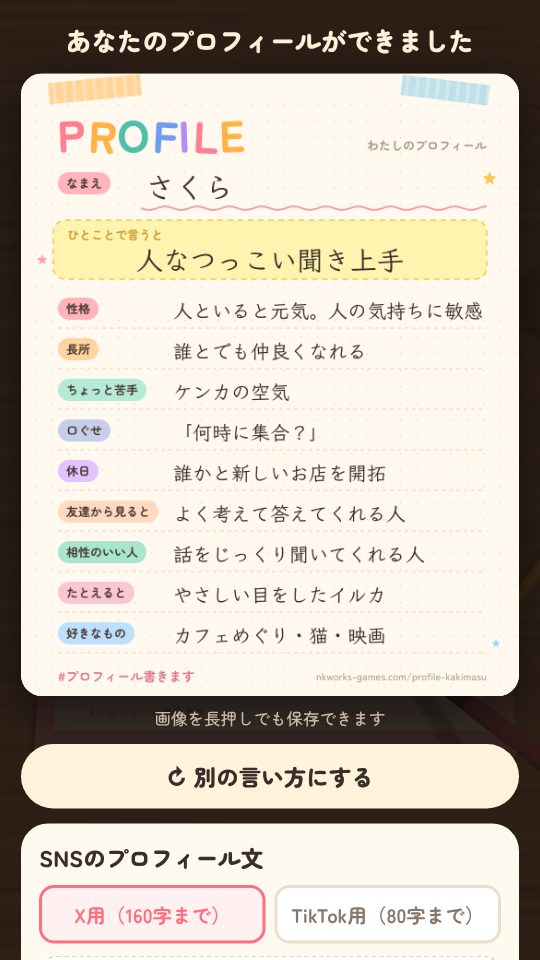 あなたのプロフィールができました
PROFILE
わたしのプロフィール
なまえ さくら
ひとことで言うと
人なつっこい聞き上手
性格 人といると元気。人の気持ちに敏感
長所 誰とでも仲良くなれる
ちょっと苦手 ケンカの空気
口ぐせ 「何時に集合？」
休日 誰かと新しいお店を開拓
友達から見ると よく考えて答えてくれる人
相性のいい人 話をじっくり聞いてくれる人
たとえると やさしい目をしたイルカ
好きなもの カフェめぐり・猫・映画
#プロフィール書きます nkworks-games.com/profile-kakimasu
画像を長押しでも保存できます
↻ 別の言い方にする
SNSのプロフィール文
X用（160字まで） TikTok用（80字まで）